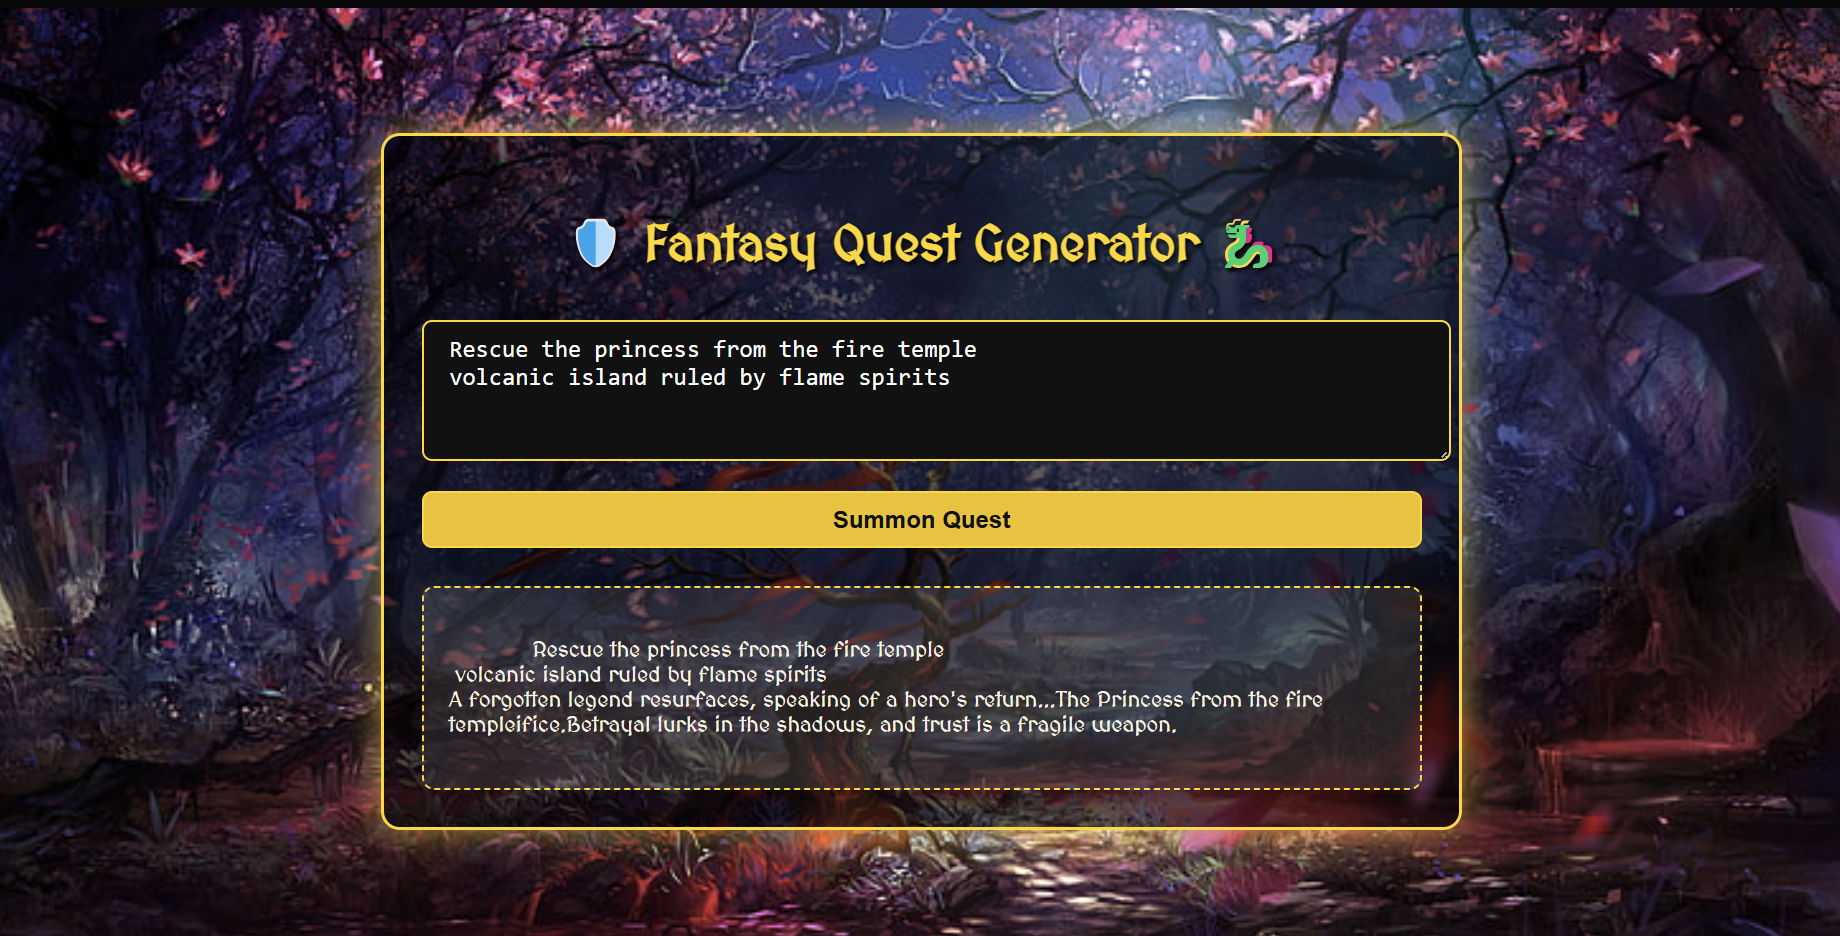 Fantasy Quest Generator
Rescue the princess from the fire temple
volcanic island ruled by flame spirits
Summon Quest
Rescue the princess from the fire temple
volcanic island ruled by flame spirits
A forgotten legend resurfaces, speaking of a hero's return...The Princess from the fire
templeifice.Betrayal lurks in the shadows, and trust is a fragile weapon.